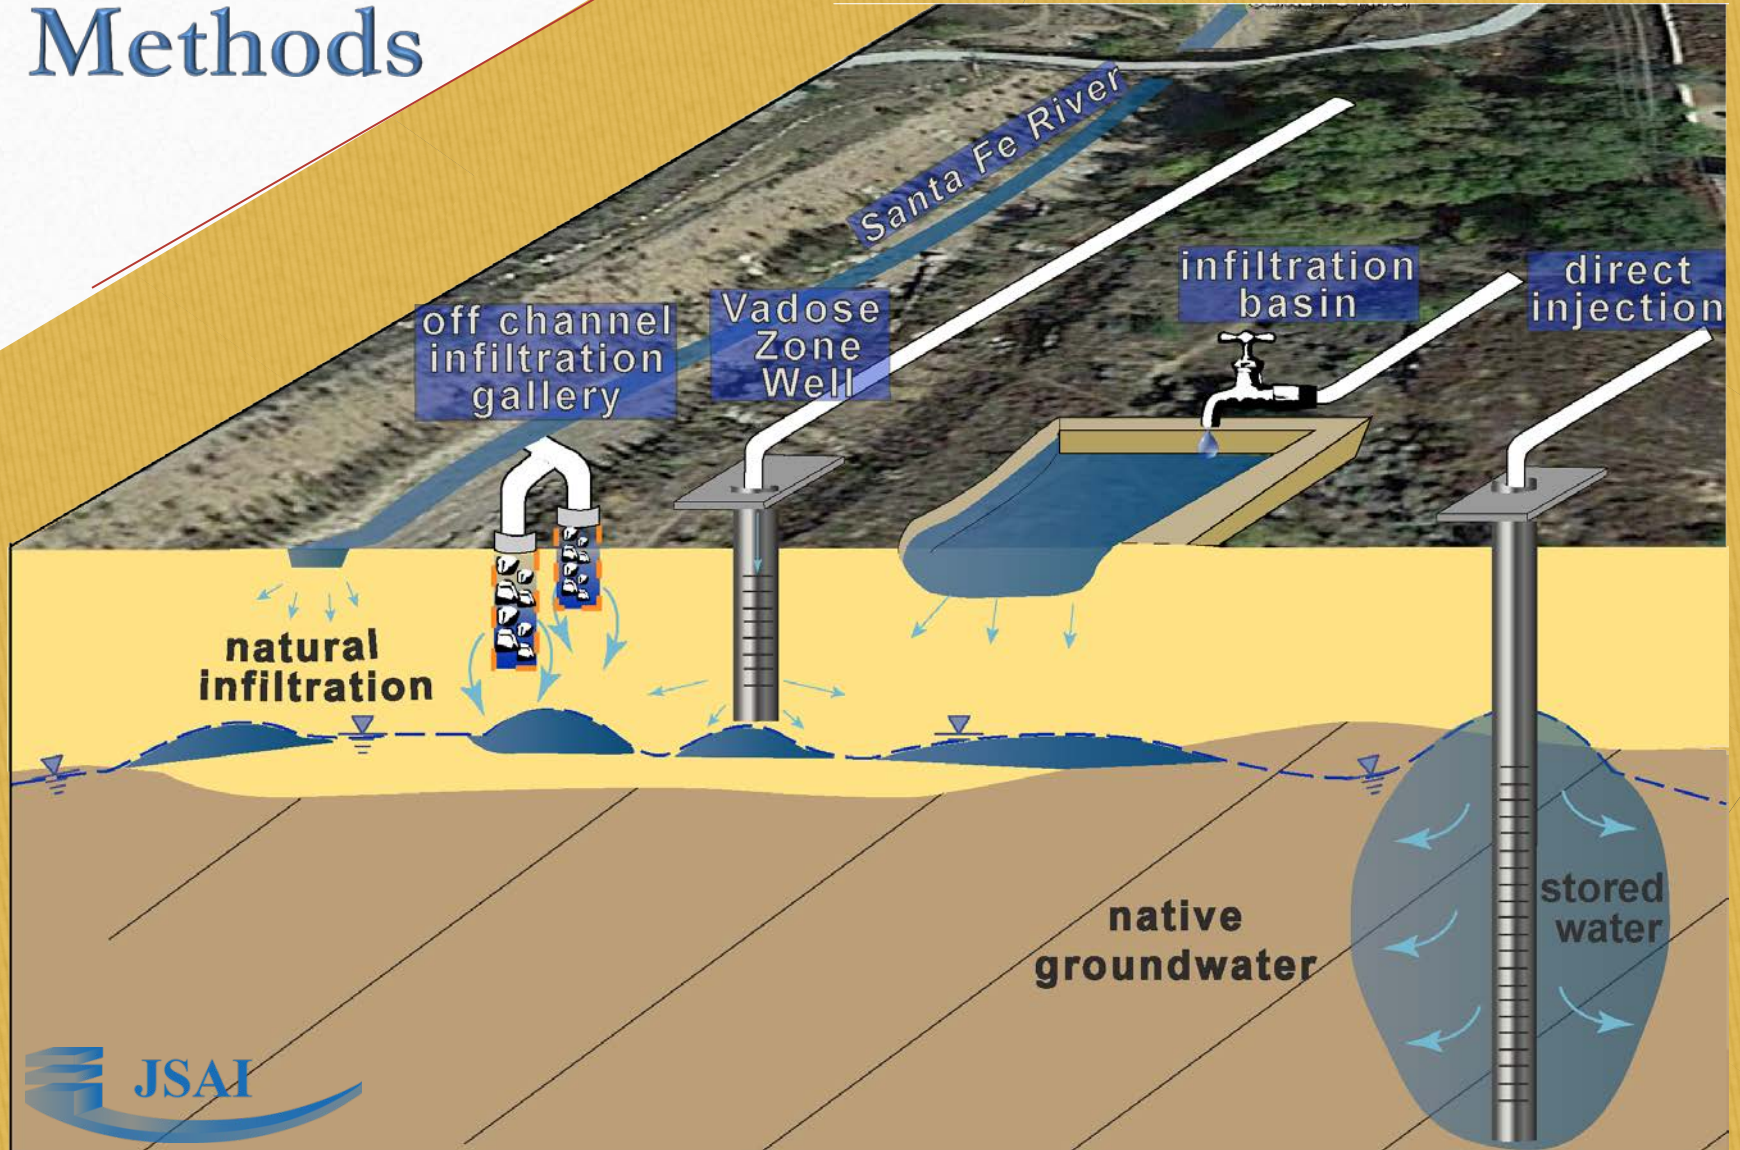 Methods
Santa Fe River
off channel
infiltration
gallery
Vadose
Zone
Well
infiltration
basin
direct
injection
natural
infiltration
native
groundwater
stored
water
JSAI